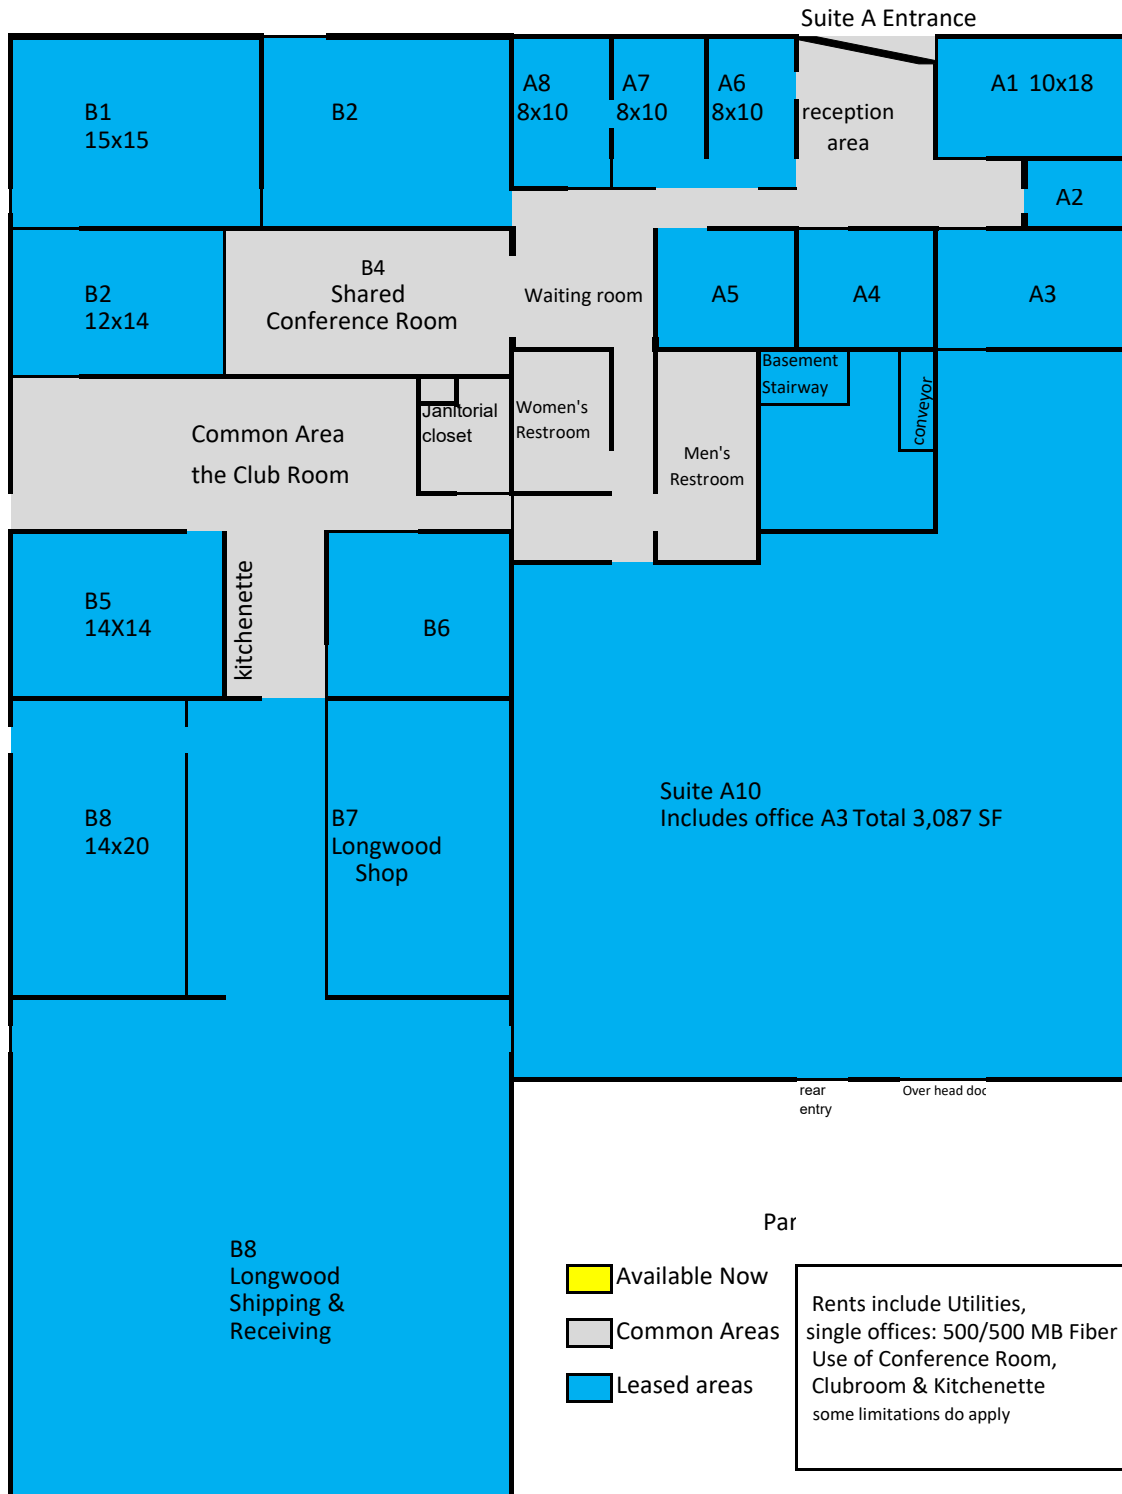 Suite A Entrance
B1
15x15
B2
A8
8x10
A7
8x10
A6
8x10
reception
area
A1 10x18
A2
B2
12x14
B4
Shared
Conference Room
Waiting room
A5
A4
A3
Common Area
the Club Room
Janitorial
closet
Women's
Restroom
Men's
Restroom
Basement
Stairway
conveyor
B5
14X14
kitchenette
B6
B8
14x20
B7
Longwood
Shop
Suite A10
Includes office A3 Total 3,087 SF
rear
entry
Over head doc
B8
Longwood
Shipping &
Receiving
Par
Available Now
Common Areas
Leased areas
Rents include Utilities,
single offices: 500/500 MB Fiber
Use of Conference Room,
Clubroom & Kitchenette
some limitations do apply